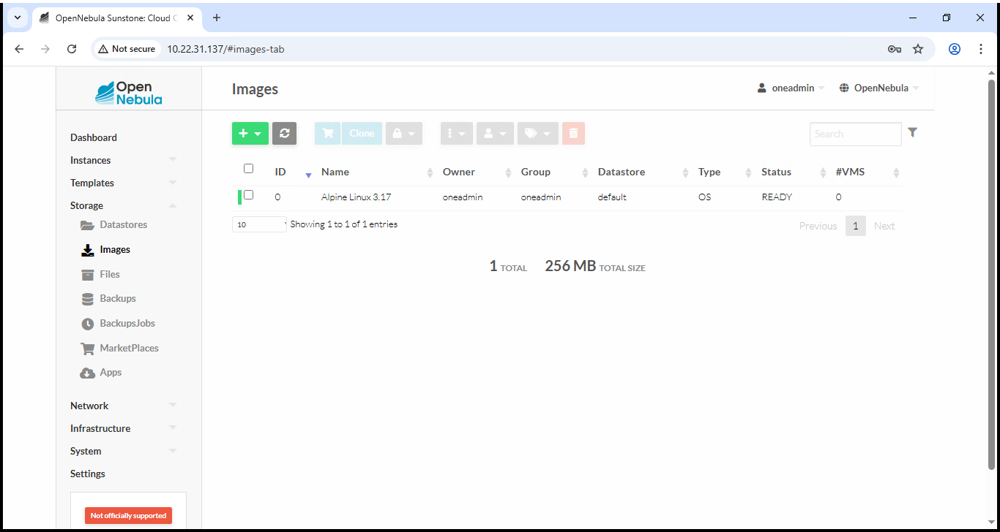 OpenNebula Sunstone: Cloud
Not secure
10.22.31.137/#images-tab
Open
Nebula
Images
oneadmin
OpenNebula
Dashboard
Instances
Templates
Storage
Datastores
Images
Files
Backups
BackupsJobs
MarketPlaces
Apps
Network
Infrastructure
System
Settings
Not officially supported
Clone
Search
ID Name Owner Group Datastore Type Status #VMS
0 Alpine Linux 3.17 oneadmin oneadmin default OS READY 0
10 Showing 1 to 1 of 1 entries
Previous 1 Next
1 TOTAL 256 MB TOTAL SIZE